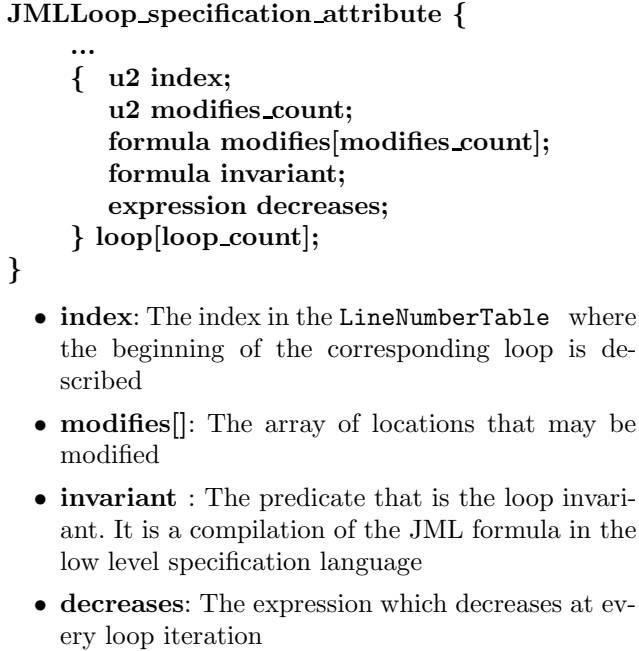 JMLLoop_specification_attribute {
...
{ u2 index;
u2 modifies_count;
formula modifies[modifies_count];
formula invariant;
expression decreases;
} loop[loop_count];
}
• index: The index in the LineNumberTable where
the beginning of the corresponding loop is de-
scribed
• modifies[]: The array of locations that may be
modified
• invariant : The predicate that is the loop invari-
ant. It is a compilation of the JML formula in the
low level specification language
• decreases: The expression which decreases at ev-
ery loop iteration